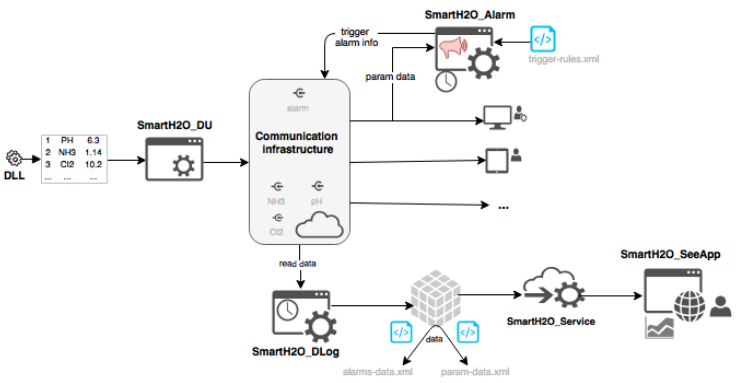 SmartH2O_Alarm
trigger
alarm info
trigger-rules.xml
param data
alarm
SmartH2O_DU
Communication
infrastructure
1 PH 6.3
2 NH3 1.14
3 Cl2 10.2
... ... ...
DLL
NH3 pH
Cl2
...
read data
SmartH2O_SeeApp
SmartH2O_Service
SmartH2O_DLog
data
alarms-data.xml
param-data.xml